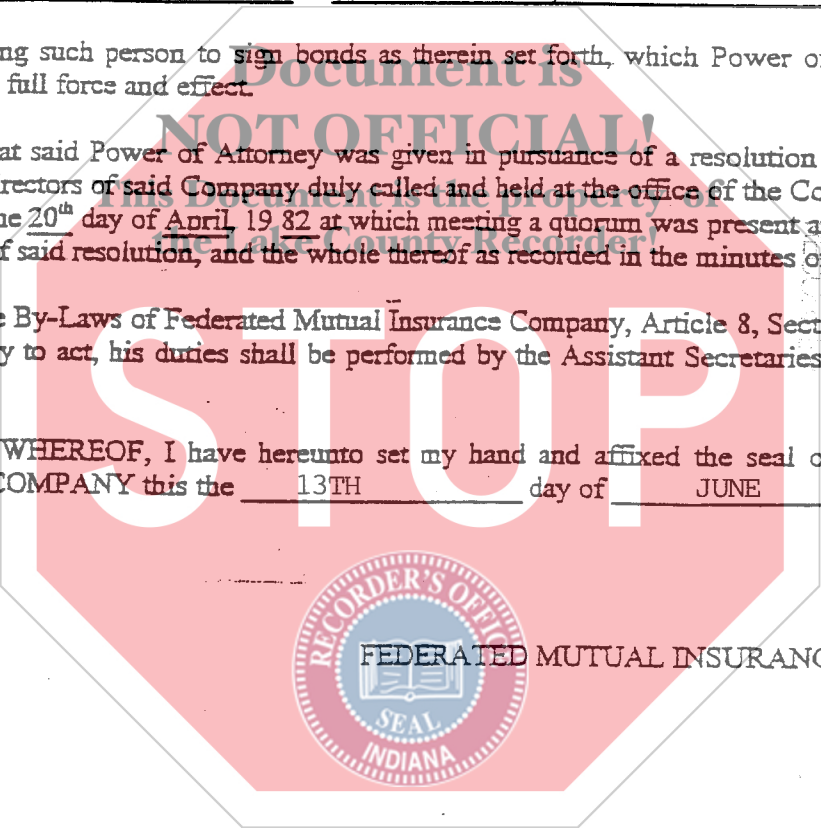 ng such person to sign bonds as therein set forth, which Power o
full force and effect.
Document is
NOT OFFICIAL!
This Document is the property of
the Lake County Recorder!
at said Power of Attorney was given in pursuance of a resolution
rectors of said Company duly called and held at the office of the Co
ne 20th day of April, 19 82 at which meeting a quorum was present a
f said resolution, and the whole thereof as recorded in the minutes o
e By-Laws of Federated Mutual Insurance Company, Article 8, Sect
y to act, his duties shall be performed by the Assistant Secretaries
STOP
WHEREOF, I have hereunto set my hand and affixed the seal o
COMPANY this the 13TH day of JUNE
RECORDER'S OFFICE
SEAL
INDIANA
FEDERATED MUTUAL INSURANC